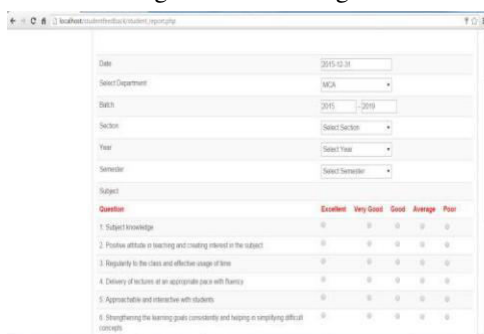 localhost/studentfeedback/student_report.php
Date 2015-12-31
Select Department MCA
Batch 2015 - 2019
Section Select Section
Year Select Year
Semester Select Semester
Subject
Question Excellent Very Good Good Average Poor
1. Subject knowledge
2. Positive attitude in teaching and creating interest in the subject
3. Regularity to the class and effective usage of time
4. Delivery of lectures at an appropriate pace with fluency
5. Approachable and interactive with students
6. Strengthening the learning goals consistently and helping in simplifying difficult
concepts